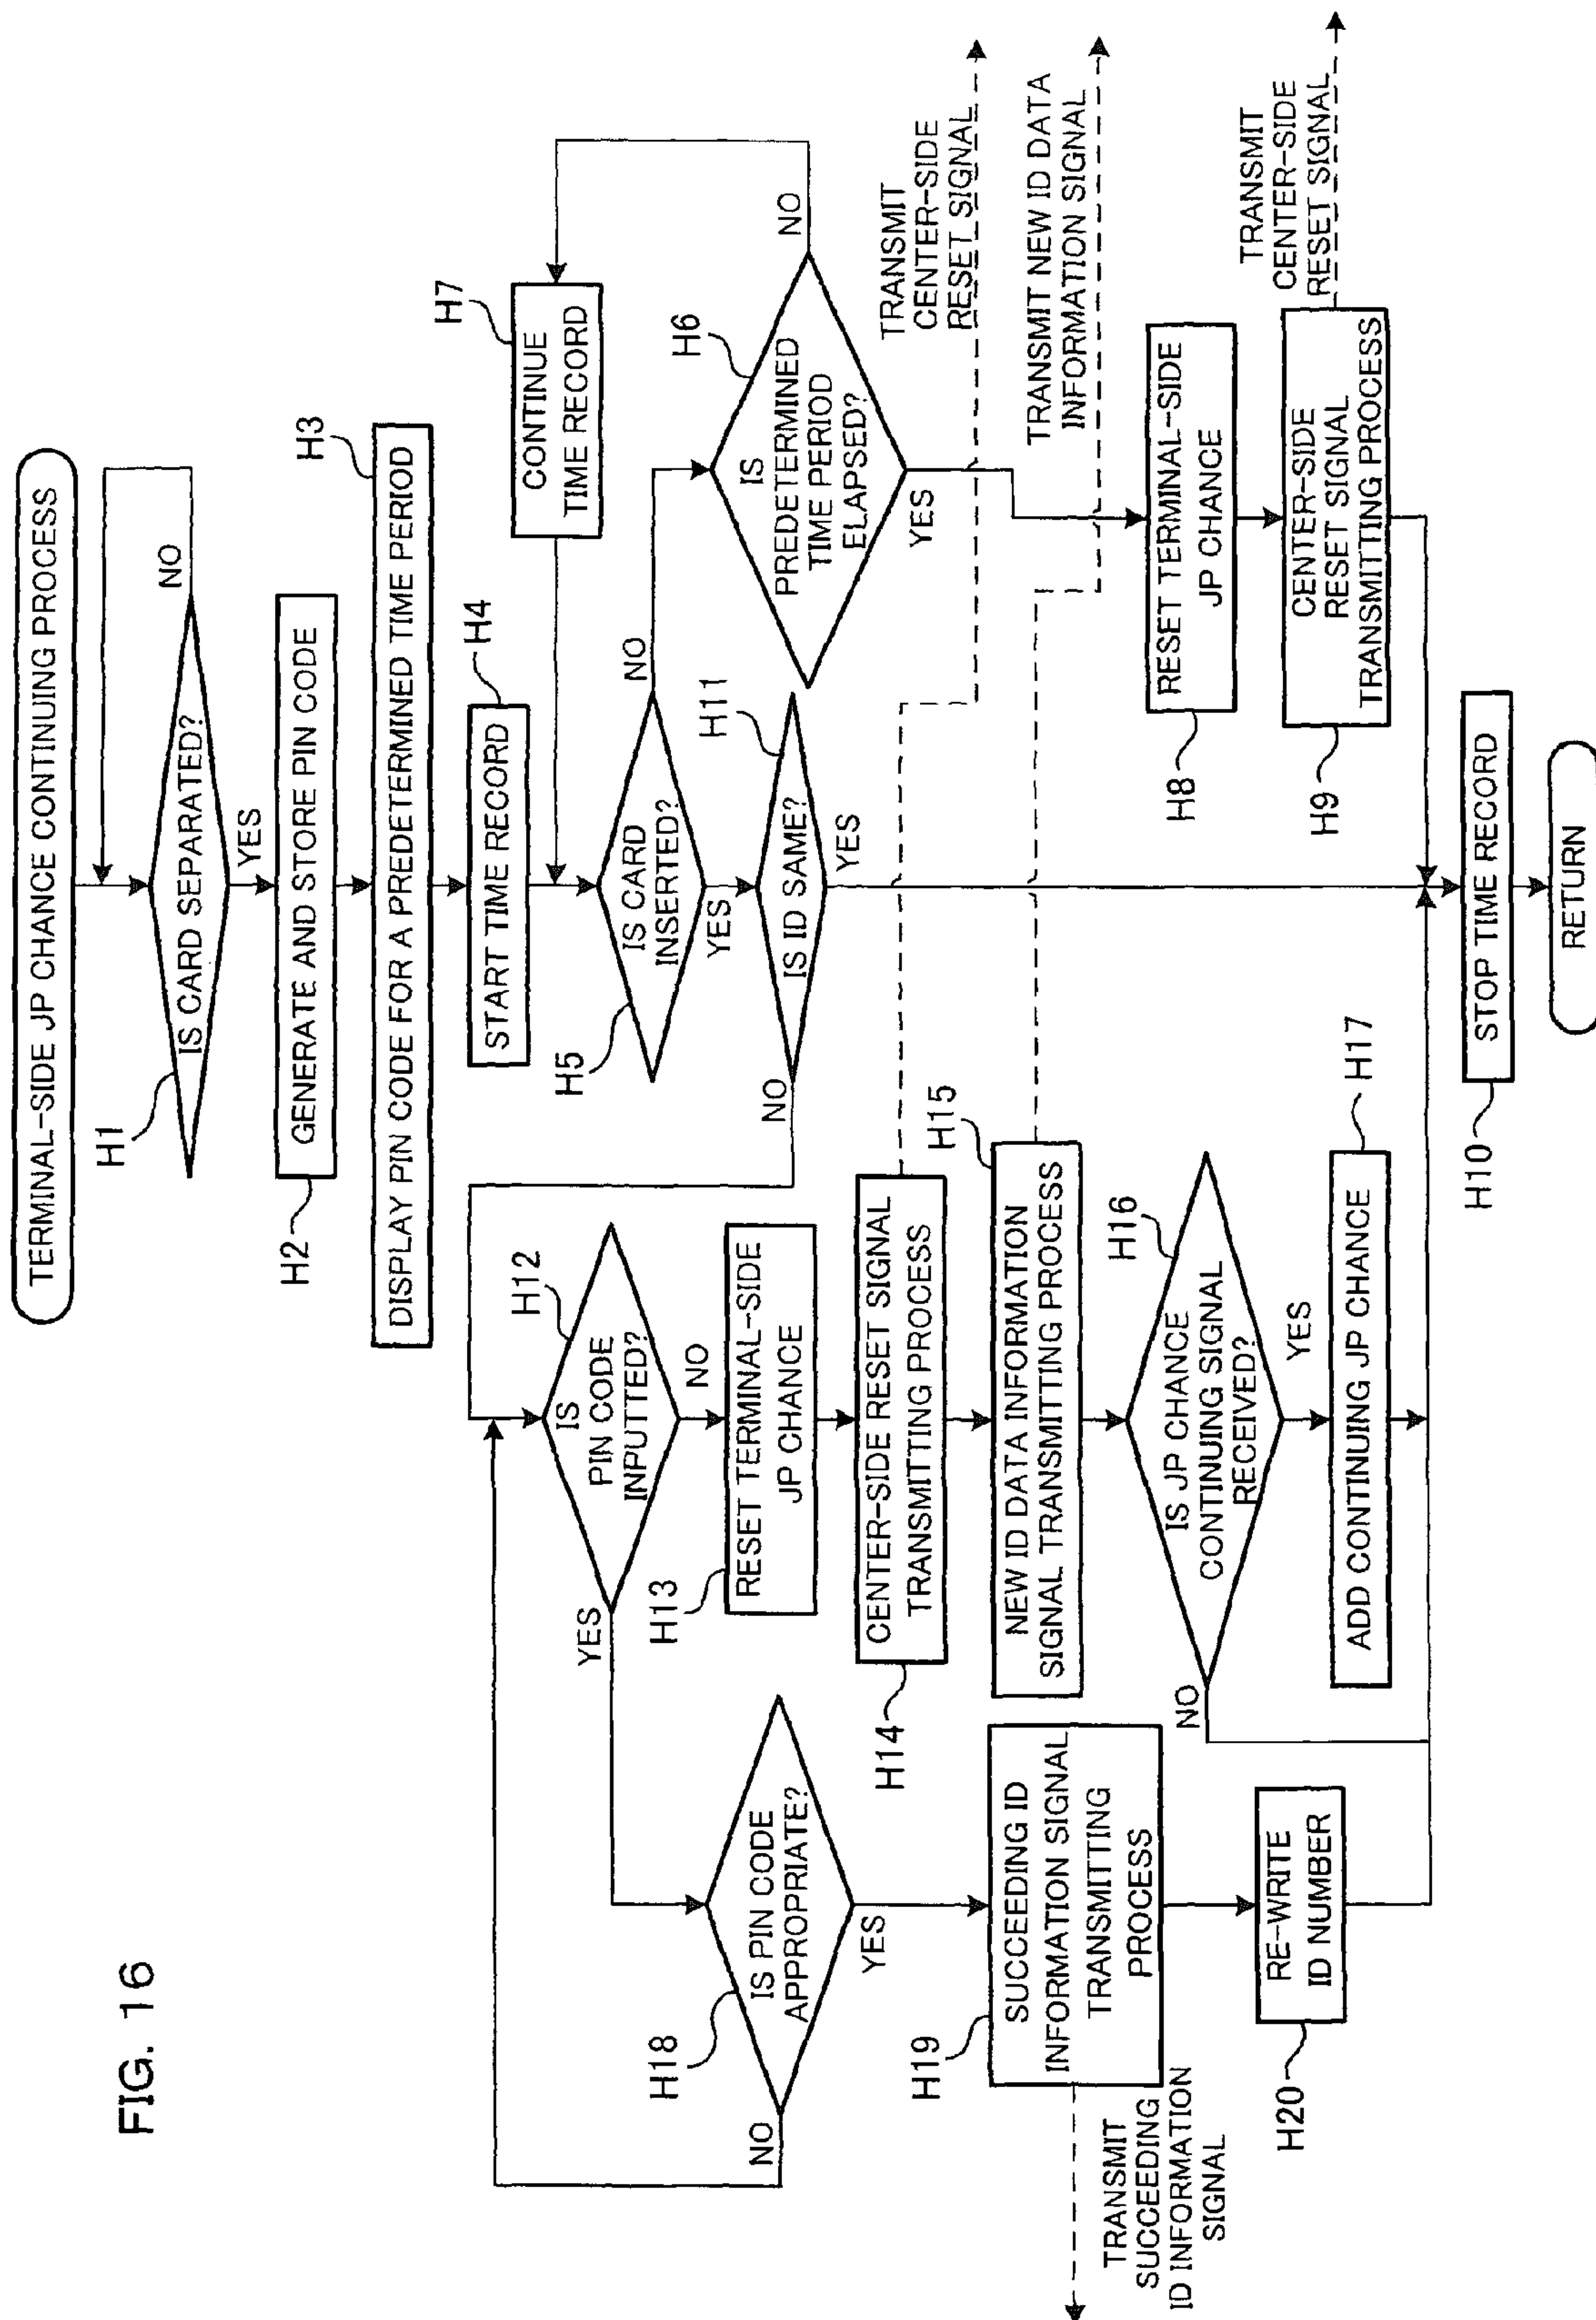 FIG. 16
TERMINAL-SIDE JP CHANCE CONTINUING PROCESS
H1
IS CARD SEPARATED?
NO
YES
H2
GENERATE AND STORE PIN CODE
H3
DISPLAY PIN CODE FOR A PREDETERMINED TIME PERIOD
H4
START TIME RECORD
H7
CONTINUE
TIME RECORD
H5
IS CARD
INSERTED?
NO
YES
H6
IS
PREDETERMINED
TIME PERIOD
ELAPSED?
NO
YES
H11
IS ID SAME?
NO
YES
H12
IS
PIN CODE
INPUTTED?
YES
NO
H13
RESET TERMINAL-SIDE
JP CHANCE
H14
CENTER-SIDE RESET SIGNAL
TRANSMITTING PROCESS
TRANSMIT
CENTER-SIDE
RESET SIGNAL
H15
NEW ID DATA INFORMATION
SIGNAL TRANSMITTING PROCESS
TRANSMIT NEW ID DATA
INFORMATION SIGNAL
H16
IS JP CHANCE
CONTINUING SIGNAL
RECEIVED?
NO
YES
H17
ADD CONTINUING JP CHANCE
H18
IS PIN CODE
APPROPRIATE?
NO
YES
H19
SUCCEEDING ID
INFORMATION SIGNAL
TRANSMITTING
PROCESS
TRANSMIT
SUCCEEDING
ID INFORMATION
SIGNAL
H20
RE-WRITE
ID NUMBER
H8
RESET TERMINAL-SIDE
JP CHANCE
H9
CENTER-SIDE
RESET SIGNAL
TRANSMITTING PROCESS
TRANSMIT
CENTER-SIDE
RESET SIGNAL
H10
STOP TIME RECORD
RETURN